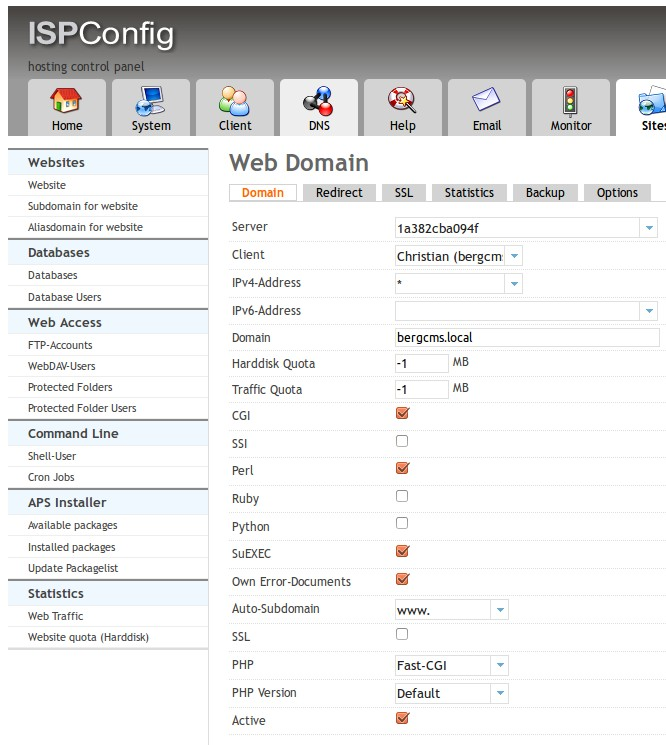 ISPConfig
hosting control panel
Home System Client DNS Help Email Monitor Sites
Websites
Website
Subdomain for website
Aliasdomain for website
Databases
Databases
Database Users
Web Access
FTP-Accounts
WebDAV-Users
Protected Folders
Protected Folder Users
Command Line
Shell-User
Cron Jobs
APS Installer
Available packages
Installed packages
Update Packagelist
Statistics
Web Traffic
Website quota (Harddisk)
Web Domain
Domain Redirect SSL Statistics Backup Options
Server 1a382cba094f
Client Christian (bergcms
IPv4-Address *
IPv6-Address
Domain bergcms.local
Harddisk Quota -1 MB
Traffic Quota -1 MB
CGI
SSI
Perl
Ruby
Python
SuEXEC
Own Error-Documents
Auto-Subdomain www.
SSL
PHP Fast-CGI
PHP Version Default
Active